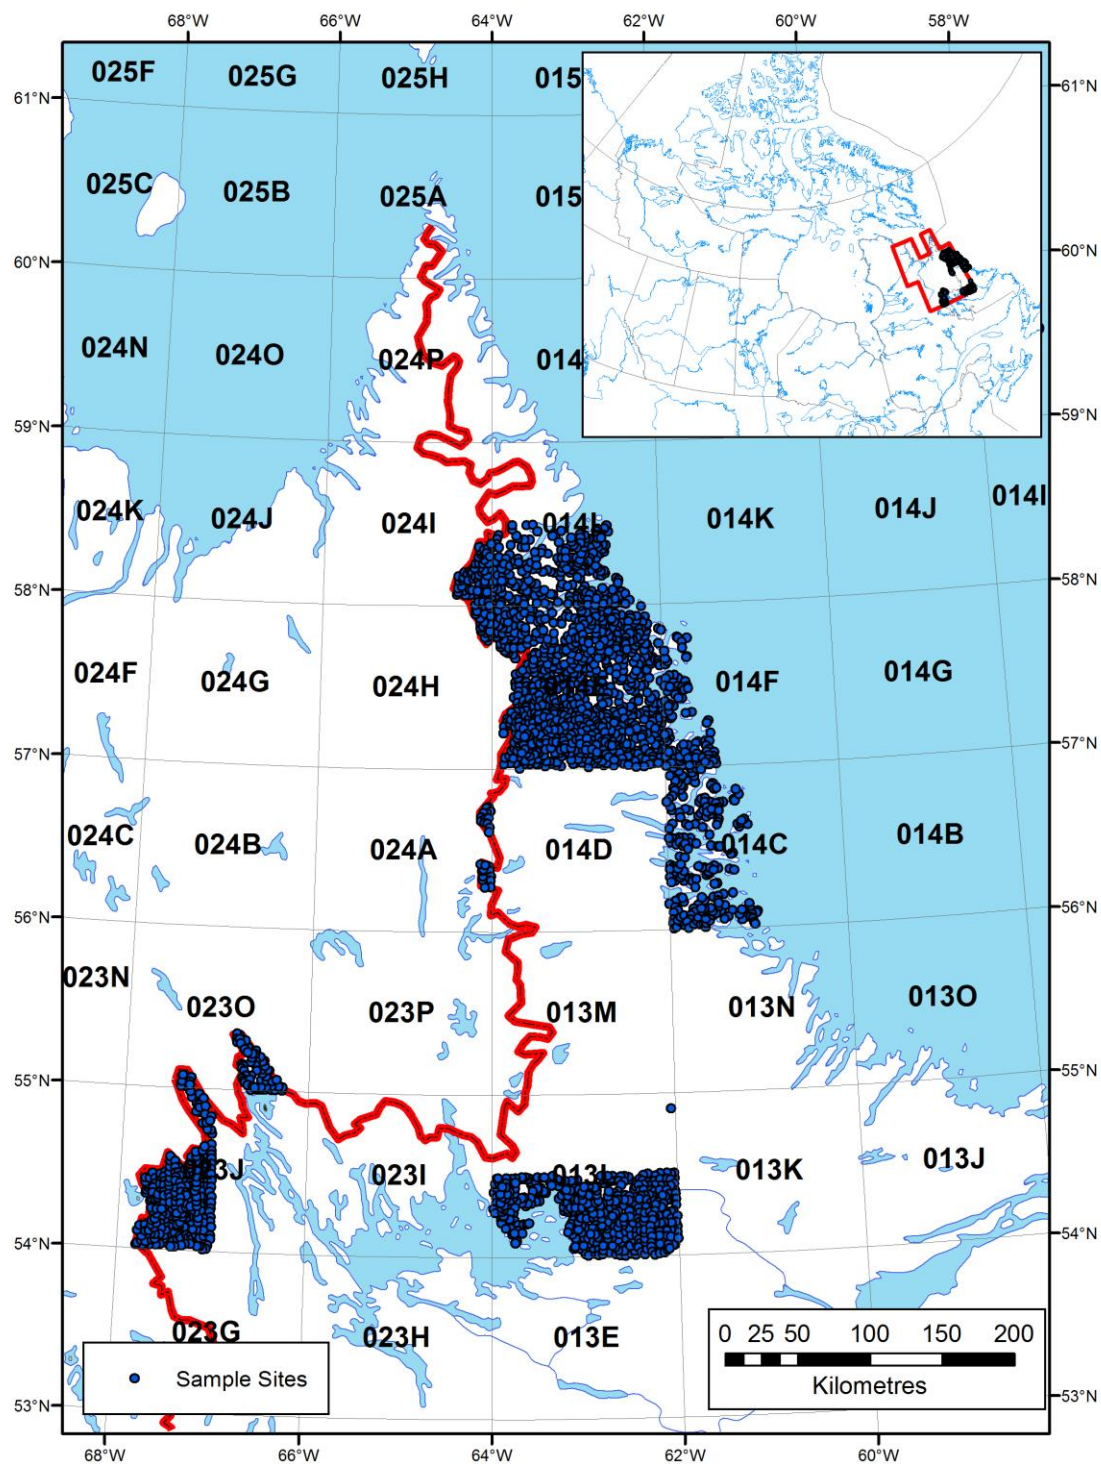 68°W 66°W 64°W 62°W 60°W 58°W
025F 025G 025H 015
61°N 61°N
025C 025B 025A 015
60°N 60°N
024N 024O 024P 014
59°N 59°N
024K 024J 024I 014L 014K 014J 014I
58°N 58°N
024F 024G 024H 014F 014G
57°N 57°N
024C 024B 024A 014D 014C 014B
56°N 56°N
023N 023O 023P 013M 013N 013O
55°N 55°N
023J 023I 013L 013K 013J
54°N 54°N
023G 023H 013E
0 25 50 100 150 200
Kilometres
Sample Sites
53°N 53°N
68°W 66°W 64°W 62°W 60°W